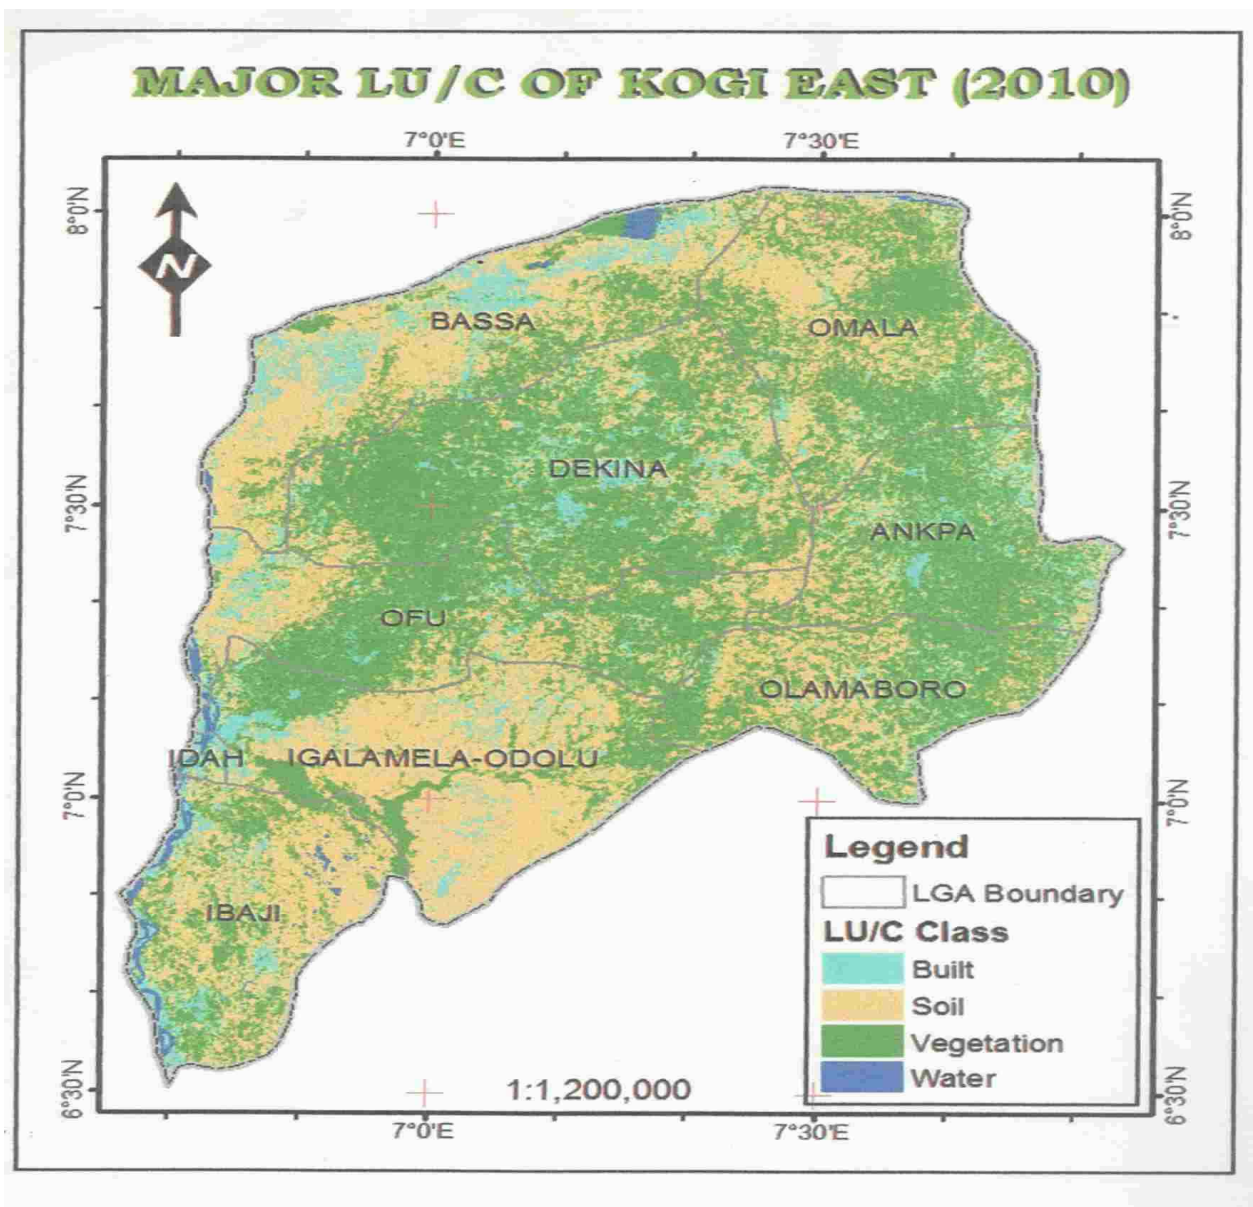 MAJOR LU/C OF KOGI EAST (2010)
7°0'E 7°30'E
8°0'N 8°0'N
N
BASSA
OMALA
DEKINA
7°30'N 7°30'N
ANKPA
OFU
OLAMABORO
IDAH IGALAMELA-ODOLU
7°0'N 7°0'N
Legend
LGA Boundary
IBAJI
LU/C Class
Built
Soil
Vegetation
Water
6°30'N 1:1,200,000 6°30'N
7°0'E 7°30'E